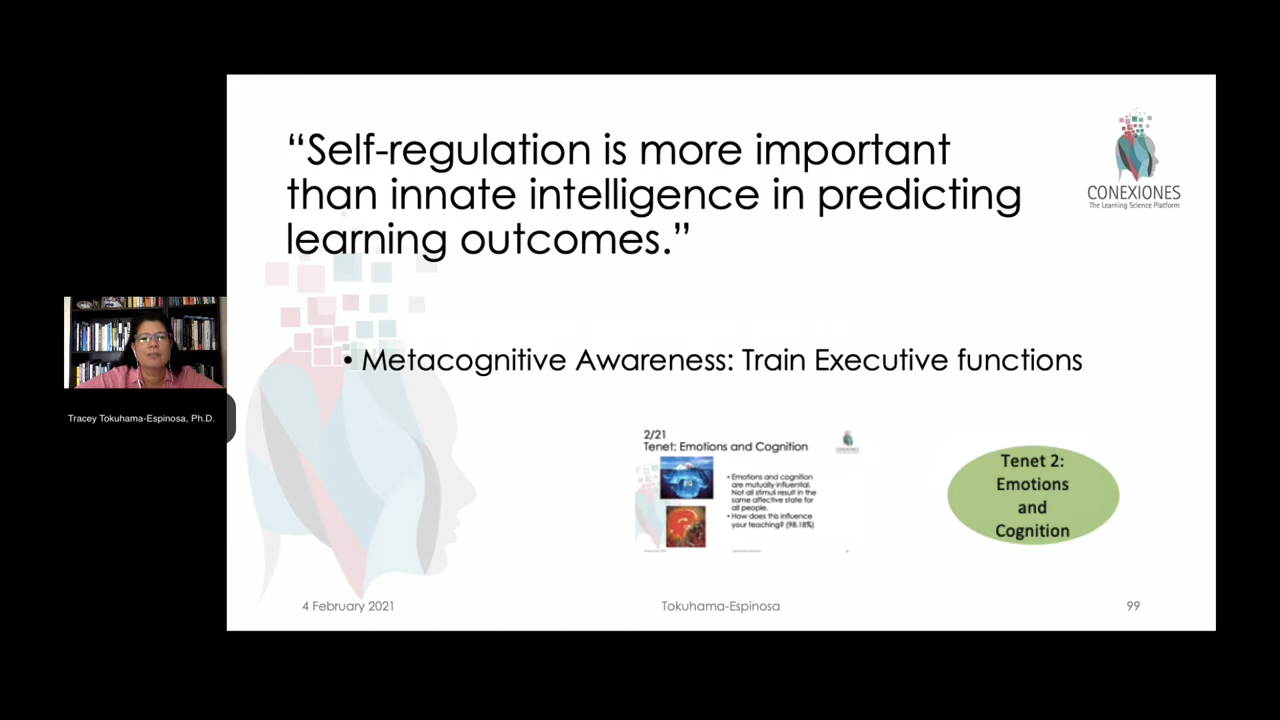 “Self-regulation is more important
than innate intelligence in predicting
learning outcomes.”
CONEXIONES
The Learning Science Platform
• Metacognitive Awareness: Train Executive functions
Tracey Tokuhama-Espinosa, Ph.D.
2/21
Tenet: Emotions and Cognition
CONEXIONES
• Emotions and cognition
are mutually influential.
Not all stimuli result in the
same affective state for
all people.
• How does this influence
your teaching? (98.18%)
Tenet 2:
Emotions
and
Cognition
4 February 2021
Tokuhama-Espinosa
99